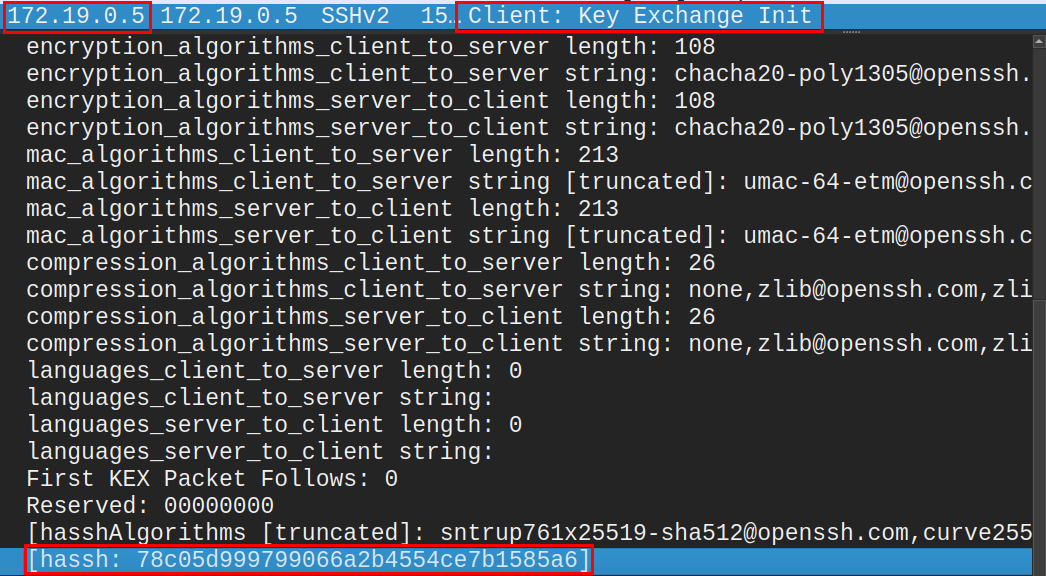 172.19.0.5 172.19.0.5 SSHv2 15… Client: Key Exchange Init
encryption_algorithms_client_to_server length: 108
encryption_algorithms_client_to_server string: chacha20-poly1305@openssh.
encryption_algorithms_server_to_client length: 108
encryption_algorithms_server_to_client string: chacha20-poly1305@openssh.
mac_algorithms_client_to_server length: 213
mac_algorithms_client_to_server string [truncated]: umac-64-etm@openssh.c
mac_algorithms_server_to_client length: 213
mac_algorithms_server_to_client string [truncated]: umac-64-etm@openssh.c
compression_algorithms_client_to_server length: 26
compression_algorithms_client_to_server string: none,zlib@openssh.com,zli
compression_algorithms_server_to_client length: 26
compression_algorithms_server_to_client string: none,zlib@openssh.com,zli
languages_client_to_server length: 0
languages_client_to_server string:
languages_server_to_client length: 0
languages_server_to_client string:
First KEX Packet Follows: 0
Reserved: 00000000
[hasshAlgorithms [truncated]: sntrup761x25519-sha512@openssh.com,curve255
[hassh: 78c05d999799066a2b4554ce7b1585a6]